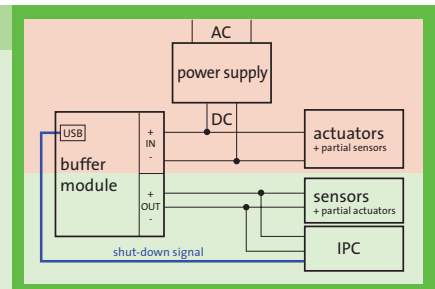 AC
power supply
DC
USB
+
IN
-
buffer
module
actuators
+ partial sensors
+
OUT
-
sensors
+ partial actuators
shut-down signal
IPC